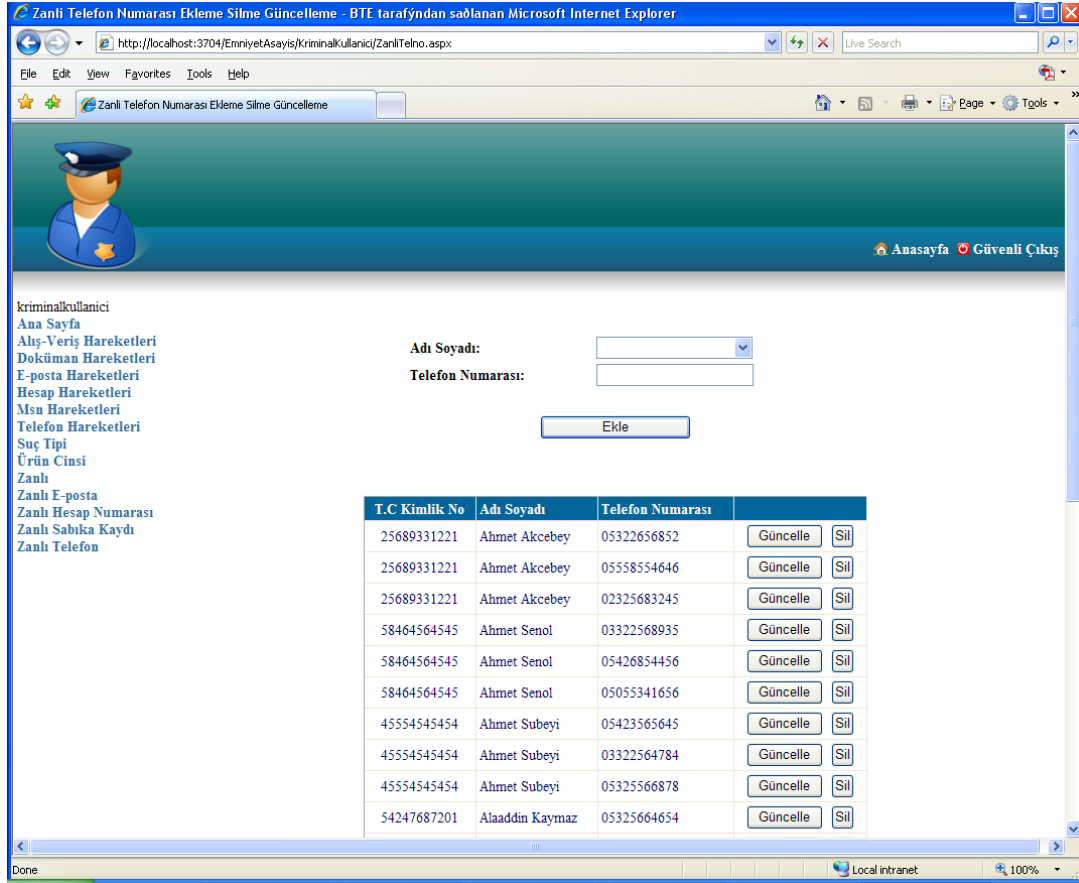 Zanli Telefon Numarası Ekleme Silme Güncelleme - BTE tarafýndan saðlanan Microsoft Internet Explorer
http://localhost:3704/EmniyetAsayis/KriminalKullanici/ZanliTelno.aspx
Live Search
File Edit View Favorites Tools Help
Zanli Telefon Numarası Ekleme Silme Güncelleme
Page Tools »
Anasayfa Güvenli Çıkış
kriminalkullanici
Ana Sayfa
Alış-Veriş Hareketleri
Doküman Hareketleri
E-posta Hareketleri
Hesap Hareketleri
Msn Hareketleri
Telefon Hareketleri
Suç Tipi
Ürün Cinsi
Zanlı
Zanlı E-posta
Zanlı Hesap Numarası
Zanlı Sabıka Kaydı
Zanlı Telefon
Adı Soyadı:
Telefon Numarası:
Ekle
T.C Kimlik No Adı Soyadı Telefon Numarası
25689331221 Ahmet Akcebey 05322656852 Güncelle Sil
25689331221 Ahmet Akcebey 05558554646 Güncelle Sil
25689331221 Ahmet Akcebey 02325683245 Güncelle Sil
58464564545 Ahmet Senol 03322568935 Güncelle Sil
58464564545 Ahmet Senol 05426854456 Güncelle Sil
58464564545 Ahmet Senol 05055341656 Güncelle Sil
45554545454 Ahmet Subeyi 05423565645 Güncelle Sil
45554545454 Ahmet Subeyi 03322564784 Güncelle Sil
45554545454 Ahmet Subeyi 05325566878 Güncelle Sil
54247687201 Alaaddin Kaymaz 05325664654 Güncelle Sil
Done Local intranet 100%